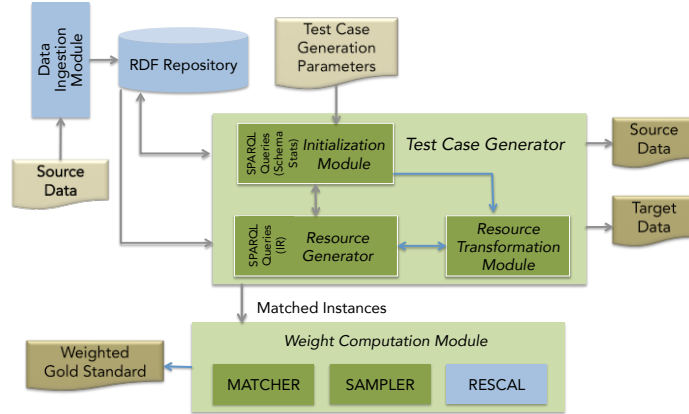 Data
Ingestion
Module
RDF Repository
Test Case
Generation
Parameters
Source
Data
SPARQL
Queries
(Schema
Stats)
Initialization
Module
Test Case Generator
Source
Data
SPARQL
Queries
(IR)
Resource
Generator
Resource
Transformation
Module
Target
Data
Matched Instances
Weight Computation Module
Weighted
Gold Standard
MATCHER
SAMPLER
RESCAL